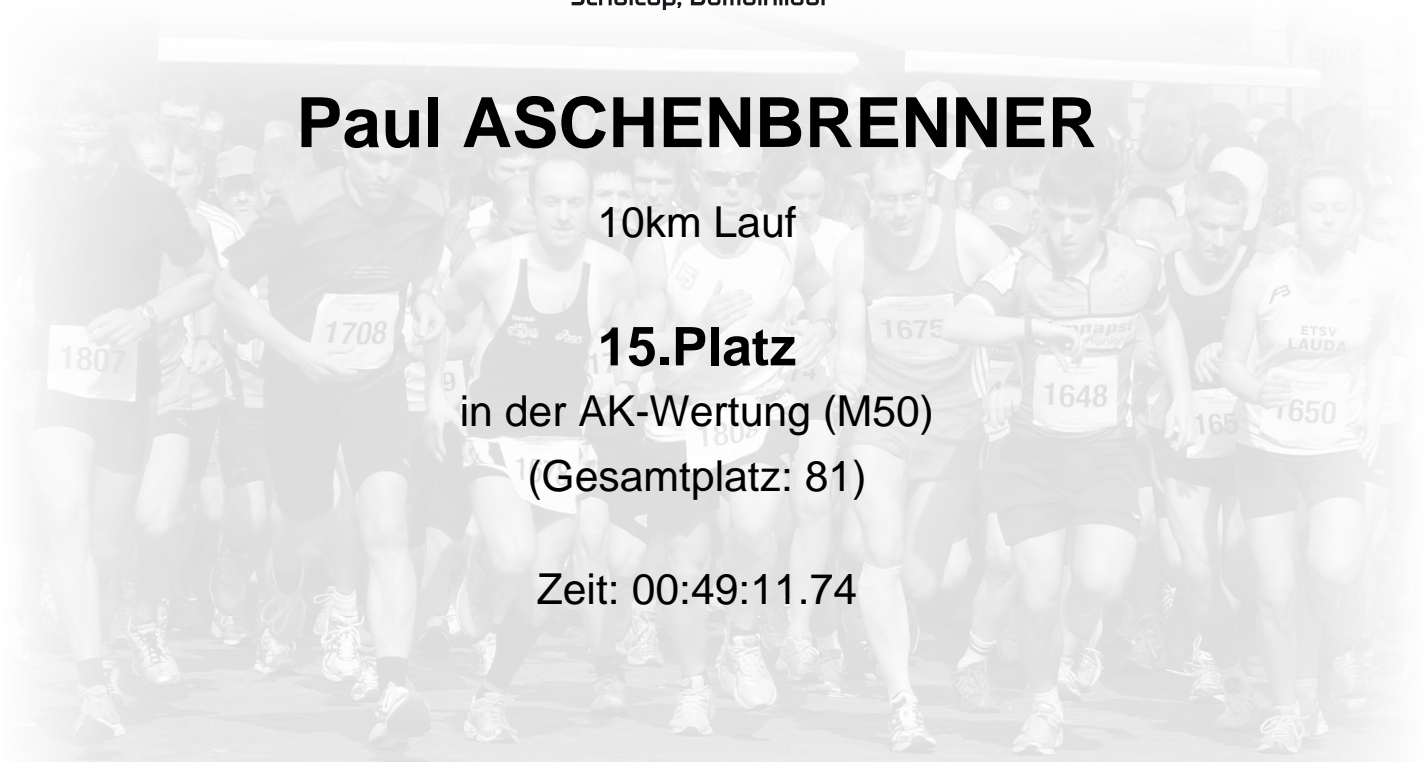 Paul ASCHENBRENNER
10km Lauf
15.Platz
in der AK-Wertung (M50)
(Gesamtplatz: 81)
Zeit: 00:49:11.74
1807
1708
1675
1648
1650
ETSV
LAUDA